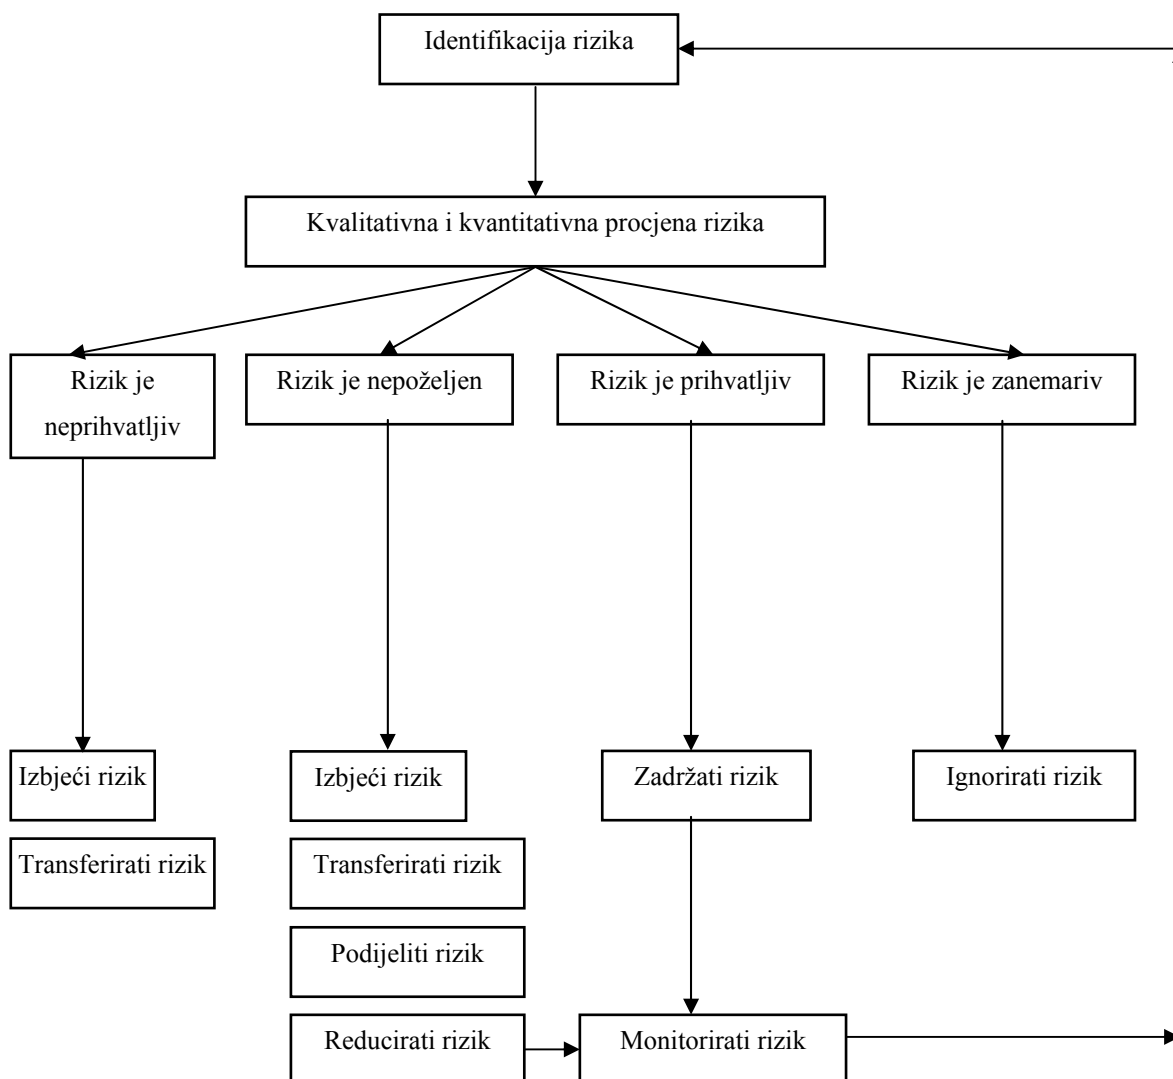 Identifikacija rizika
Kvalitativna i kvantitativna procjena rizika
Rizik je
neprihvatljiv
Rizik je nepoželjen
Rizik je prihvatljiv
Rizik je zanemariv
Izbjeći rizik
Izbjeći rizik
Zadržati rizik
Ignorirati rizik
Transferirati rizik
Transferirati rizik
Podijeliti rizik
Reducirati rizik
Monitorirati rizik